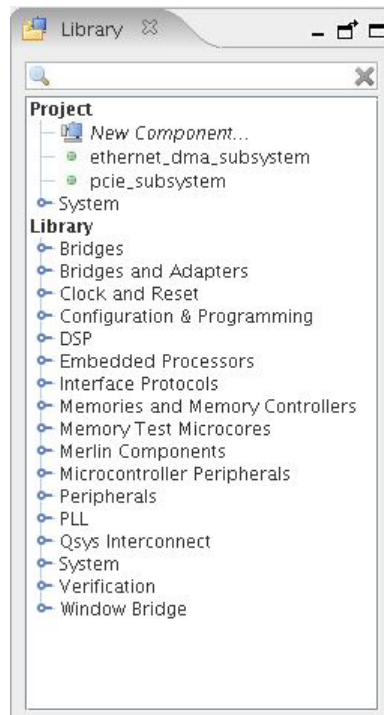 Library
Project
New Component...
ethernet_dma_subsystem
pcie_subsystem
System
Library
Bridges
Bridges and Adapters
Clock and Reset
Configuration & Programming
DSP
Embedded Processors
Interface Protocols
Memories and Memory Controllers
Memory Test Microcores
Merlin Components
Microcontroller Peripherals
Peripherals
PLL
Qsys Interconnect
System
Verification
Window Bridge